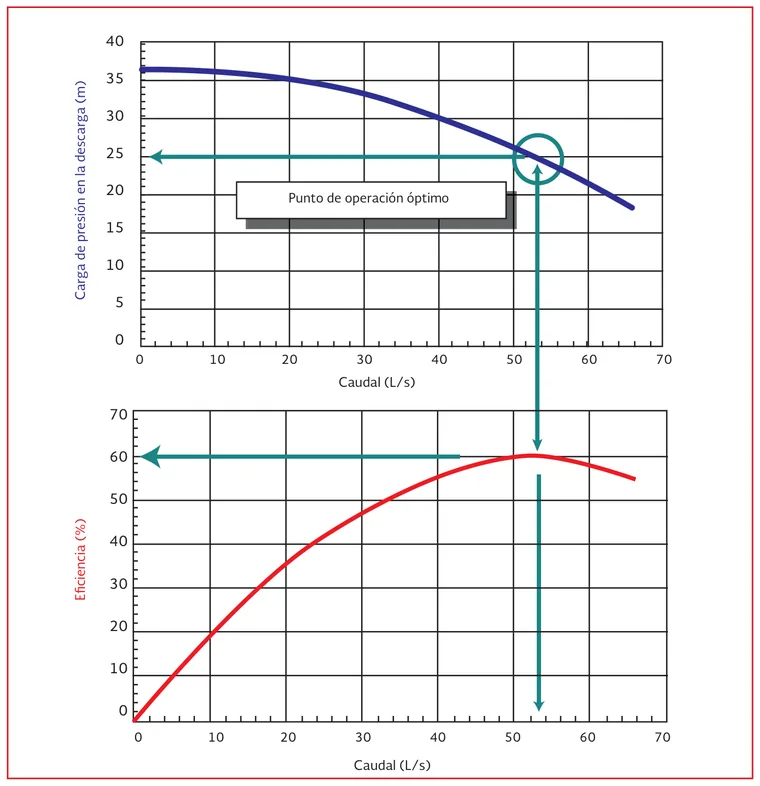 40
35
30
25
20
15
10
5
0
Carga de presión en la descarga (m)
Punto de operación óptimo
0 10 20 30 40 50 60 70
Caudal (L/s)
70
60
50
40
30
20
10
0
Eficiencia (%)
0 10 20 30 40 50 60 70
Caudal (L/s)